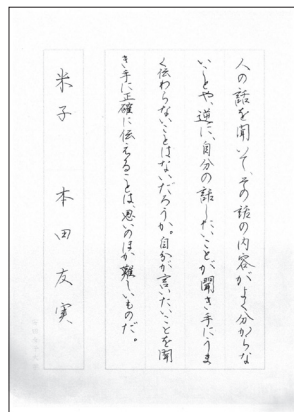 人の話を聞いて、その話の内容がよく分からな
いことや、逆に、自分の話したいことが聞き手にうま
く伝わらないことはないだろうか。自分が言いたいことを聞
き手に正確に伝えることは、思いのほか難しいものだ。
米子 本田友実